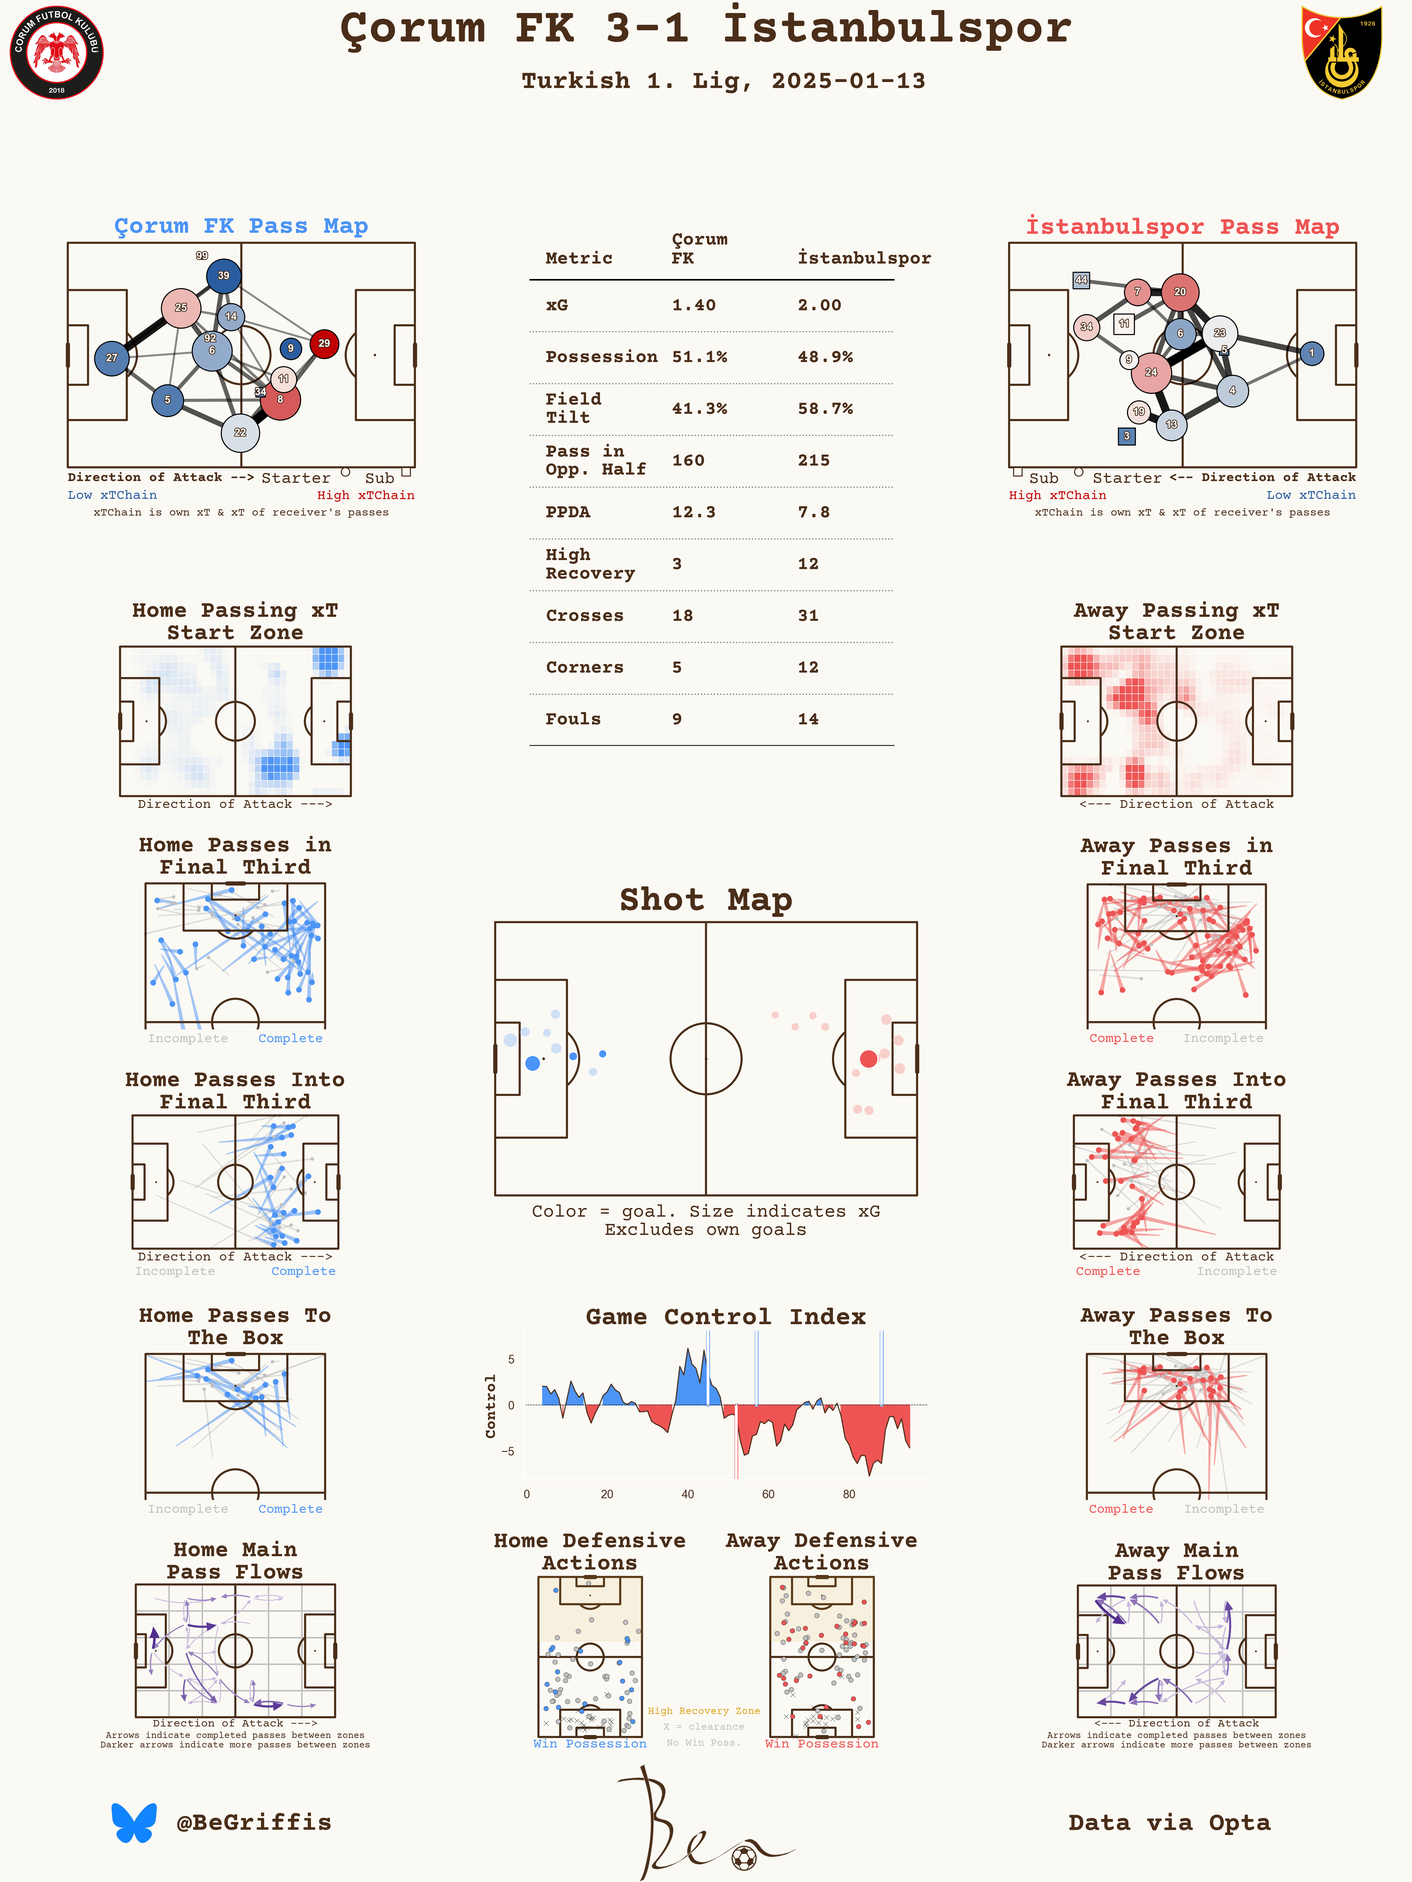 Çorum FK 3-1 İstanbulspor
Turkish 1. Lig, 2025-01-13
ÇORUM FUTBOL KULUBU
2018
1926
İSTANBULSPOR
Çorum FK Pass Map
99
39
25
14
92
6
27
9
29
11
34
8
5
22
Direction of Attack --> Starter Sub
Low xTChain High xTChain
xTChain is own xT & xT of receiver's passes
Metric Çorum FK İstanbulspor
xG 1.40 2.00
Possession 51.1% 48.9%
Field Tilt 41.3% 58.7%
Pass in Opp. Half 160 215
PPDA 12.3 7.8
High Recovery 3 12
Crosses 18 31
Corners 5 12
Fouls 9 14
İstanbulspor Pass Map
44
7
20
34
11
6
23
5
1
9
24
4
19
13
3
Sub Starter <-- Direction of Attack
High xTChain Low xTChain
xTChain is own xT & xT of receiver's passes
Home Passing xT
Start Zone
Direction of Attack --->
Away Passing xT
Start Zone
<--- Direction of Attack
Home Passes in
Final Third
Incomplete Complete
Away Passes in
Final Third
Complete Incomplete
Shot Map
Color = goal. Size indicates xG
Excludes own goals
Home Passes Into
Final Third
Direction of Attack --->
Incomplete Complete
Away Passes Into
Final Third
<--- Direction of Attack
Complete Incomplete
Home Passes To
The Box
Incomplete Complete
Game Control Index
Control
5
0
−5
0 20 40 60 80
Away Passes To
The Box
Complete Incomplete
Home Main
Pass Flows
Direction of Attack --->
Arrows indicate completed passes between zones
Darker arrows indicate more passes between zones
Home Defensive
Actions
Win Possession
High Recovery Zone
X = clearance
No Win Poss.
Away Defensive
Actions
Win Possession
Away Main
Pass Flows
<--- Direction of Attack
Arrows indicate completed passes between zones
Darker arrows indicate more passes between zones
@BeGriffis
Ben
Data via Opta